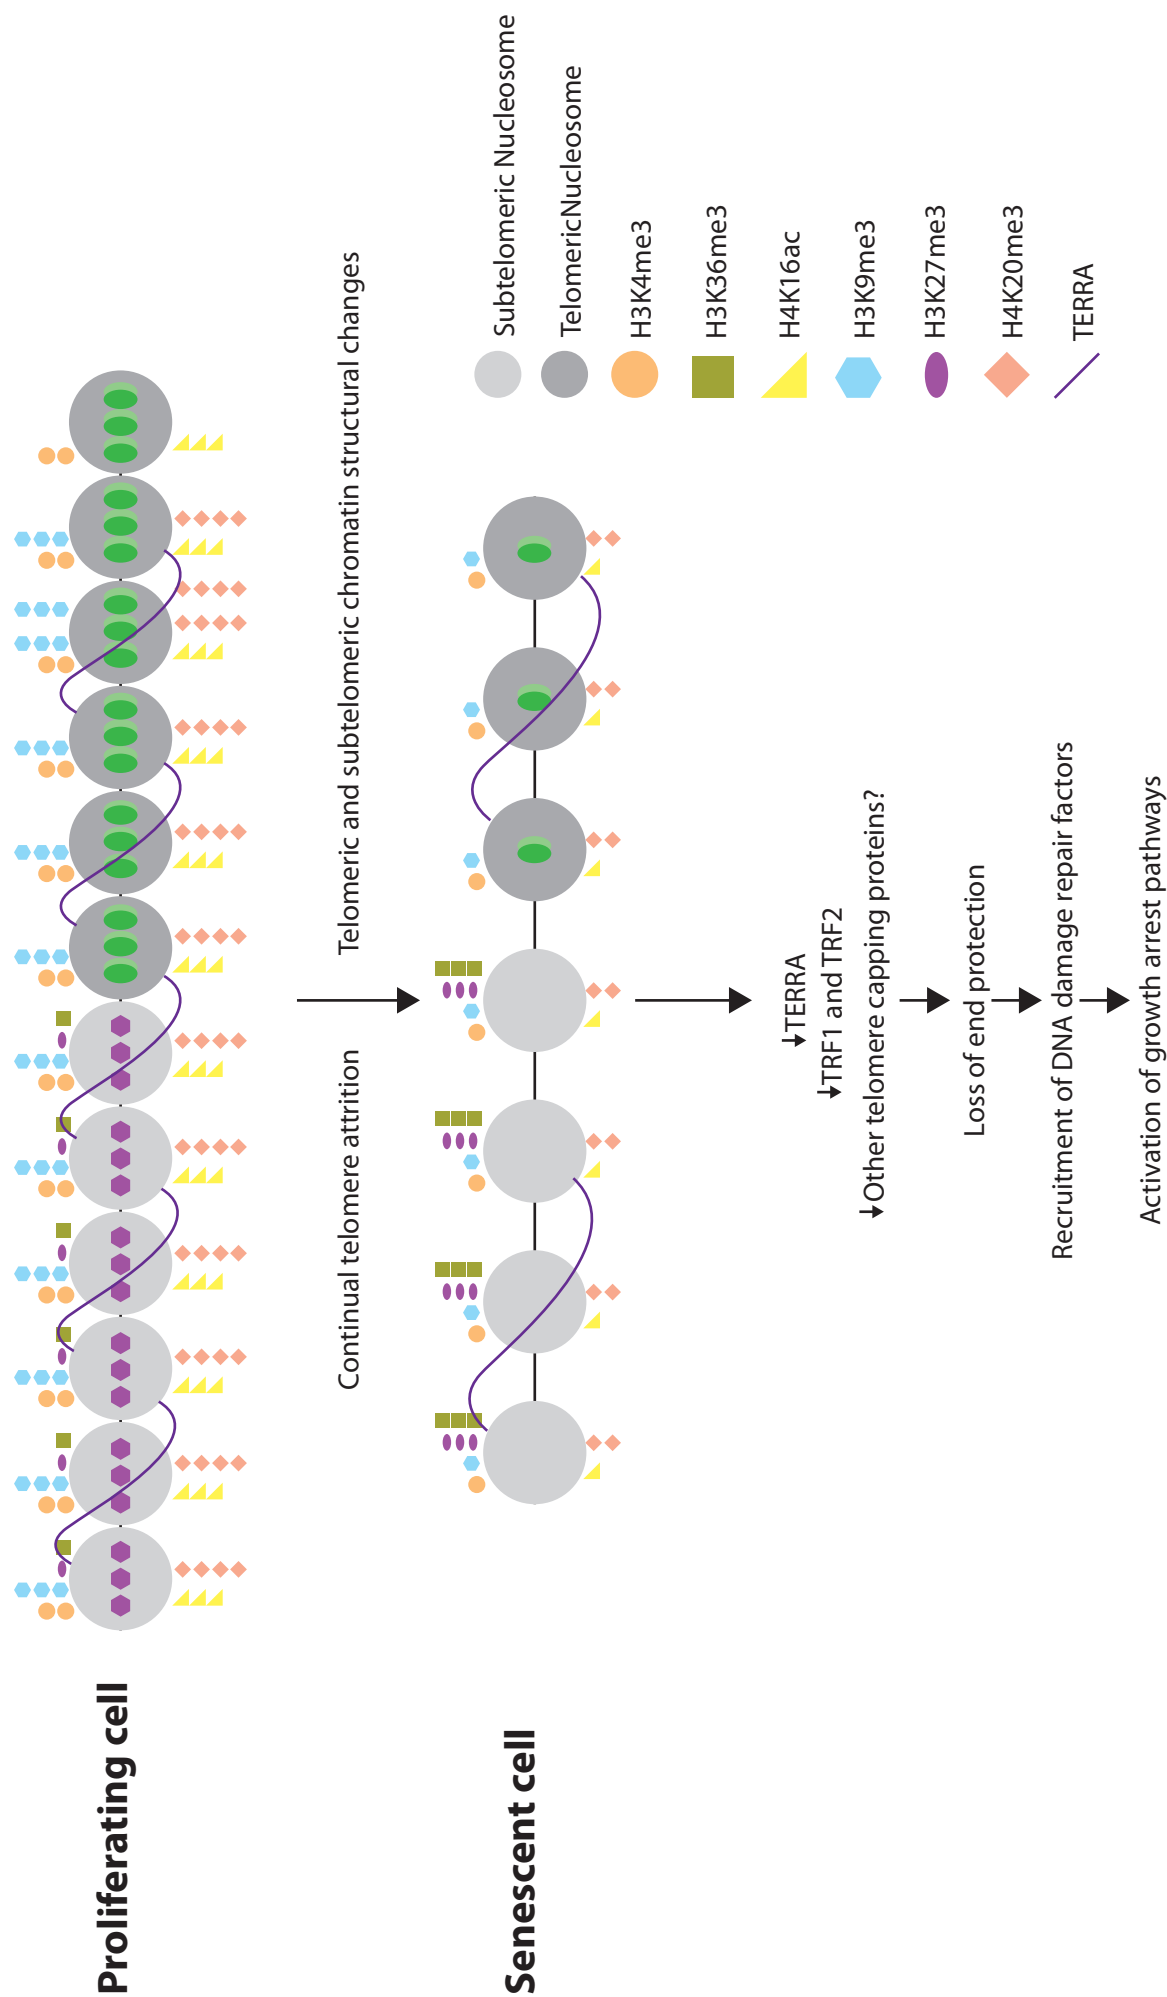 Proliferating cell
Continual telomere attrition
Telomeric and subtelomeric chromatin structural changes
Senescent cell
↓TERRA
↓TRF1 and TRF2
↓Other telomere capping proteins?
Loss of end protection
Recruitment of DNA damage repair factors
Activation of growth arrest pathways
Subtelomeric Nucleosome
TelomericNucleosome
H3K4me3
H3K36me3
H4K16ac
H3K9me3
H3K27me3
H4K20me3
TERRA